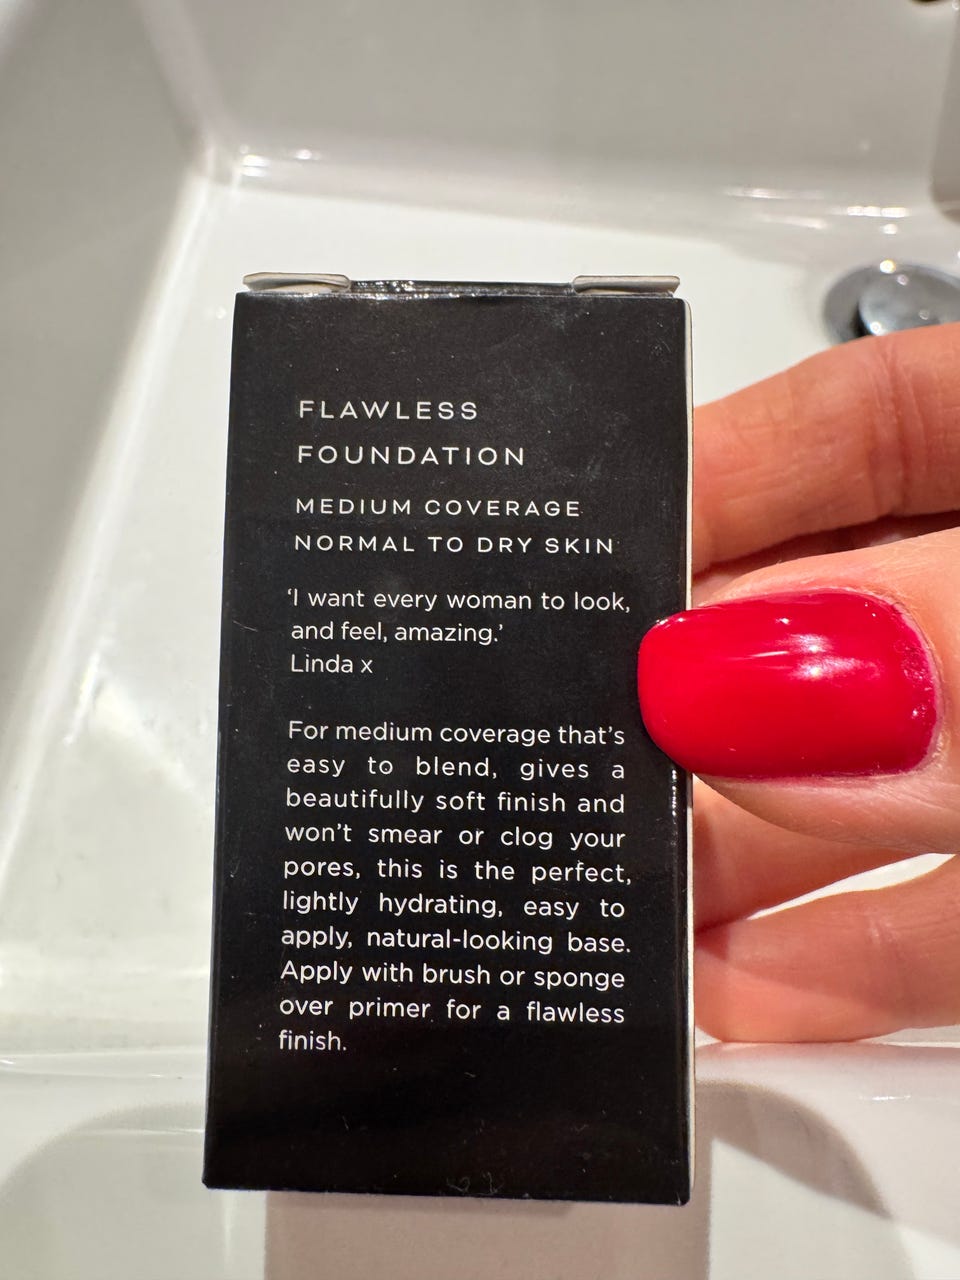 FLAWLESS
FOUNDATION
MEDIUM COVERAGE
NORMAL TO DRY SKIN
‘I want every woman to look,
and feel, amazing.’
Linda x
For medium coverage that’s
easy to blend, gives a
beautifully soft finish and
won’t smear or clog your
pores, this is the perfect,
lightly hydrating, easy to
apply, natural-looking base.
Apply with brush or sponge
over primer for a flawless
finish.